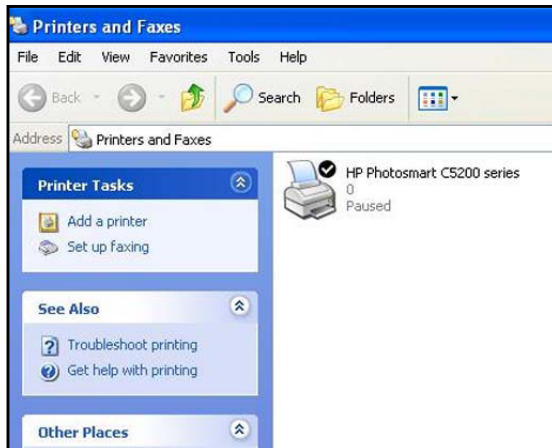 Printers and Faxes
File Edit View Favorites Tools Help
Back Search Folders
Address Printers and Faxes
Printer Tasks
Add a printer
Set up faxing
See Also
Troubleshoot printing
Get help with printing
Other Places
HP Photosmart C5200 series
0
Paused